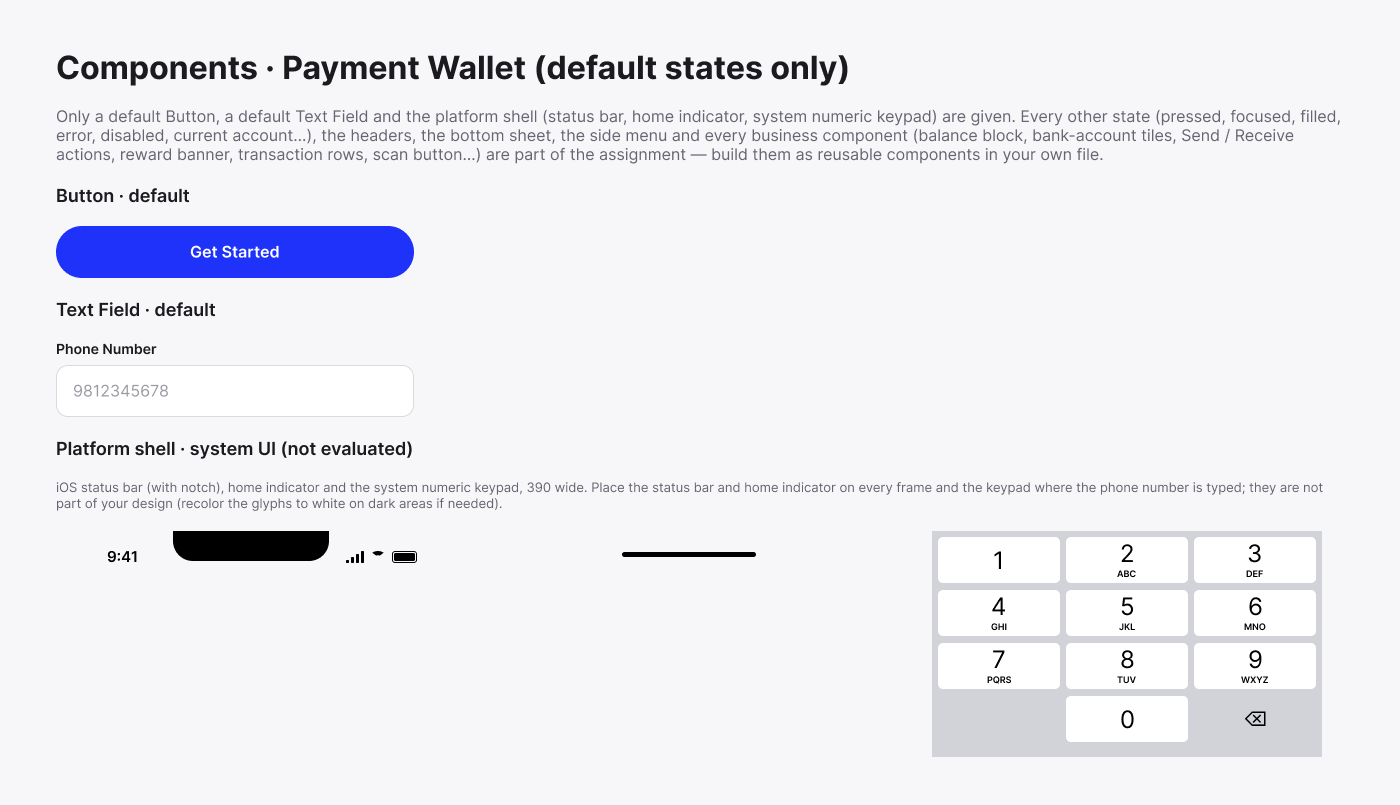 Components · Payment Wallet (default states only)
Only a default Button, a default Text Field and the platform shell (status bar, home indicator, system numeric keypad) are given. Every other state (pressed, focused, filled,
error, disabled, current account…), the headers, the bottom sheet, the side menu and every business component (balance block, bank-account tiles, Send / Receive
actions, reward banner, transaction rows, scan button…) are part of the assignment — build them as reusable components in your own file.
Button · default
Get Started
Text Field · default
Phone Number
9812345678
Platform shell · system UI (not evaluated)
iOS status bar (with notch), home indicator and the system numeric keypad, 390 wide. Place the status bar and home indicator on every frame and the keypad where the phone number is typed; they are not
part of your design (recolor the glyphs to white on dark areas if needed).
9:41
1 2 3
ABC DEF
4 5 6
GHI JKL MNO
7 8 9
PQRS TUV WXYZ
0